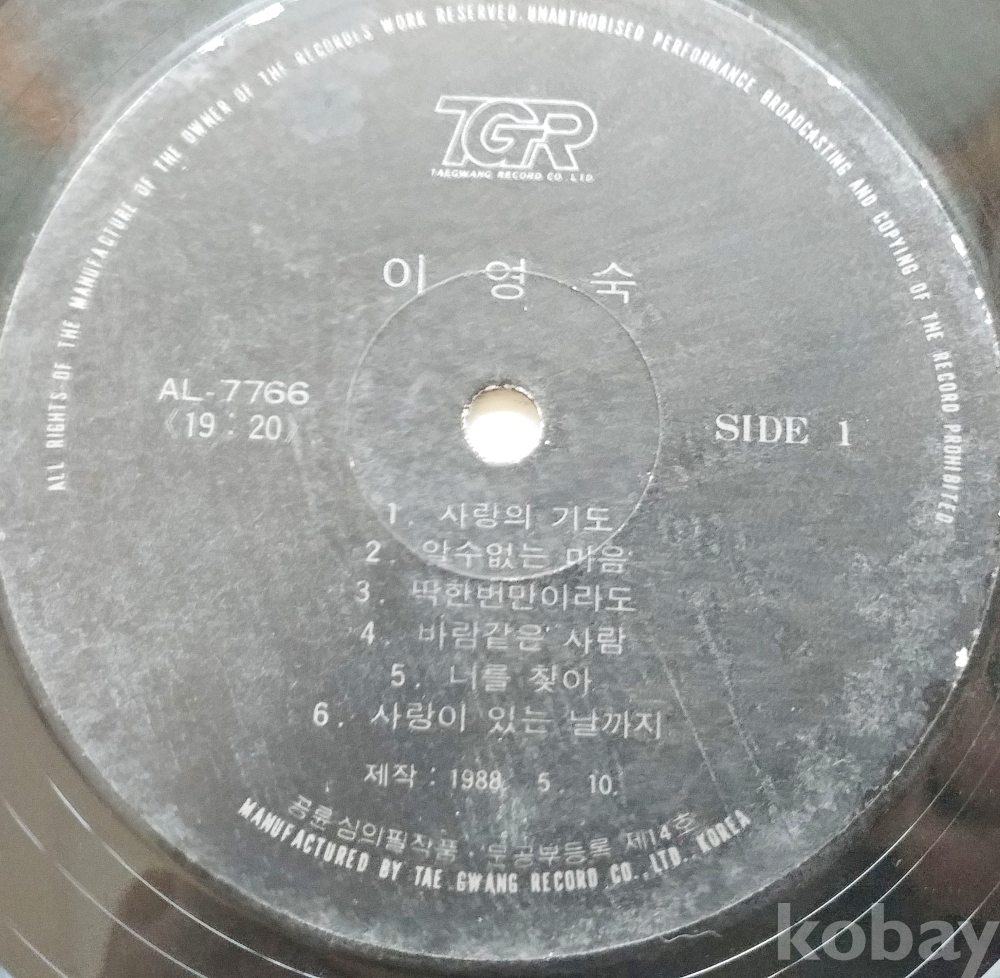 ALL RIGHTS OF THE MANUFACTURE OF THE OWNER OF THE RECORDES WORK RESERVED. UNAUTHORISED PERFORMANCE BROADCASTING AND COPYING OF THE RECORD PROHIBITED
TGR
TAEGWANG RECORD CO., LTD.
이 영 숙
AL-7766
《19 : 20》
SIDE 1
1. 사랑의 기도
2. 알수없는 마음
3. 딱한번만이라도
4. 바람같은 사람
5. 너를 찾아
6. 사랑이 있는 날까지
제작 : 1988. 5. 10.
공륜심의필작품 · 문공부등록 제14호
MANUFACTURED BY TAE GWANG RECORD CO., LTD., KOREA
kobay